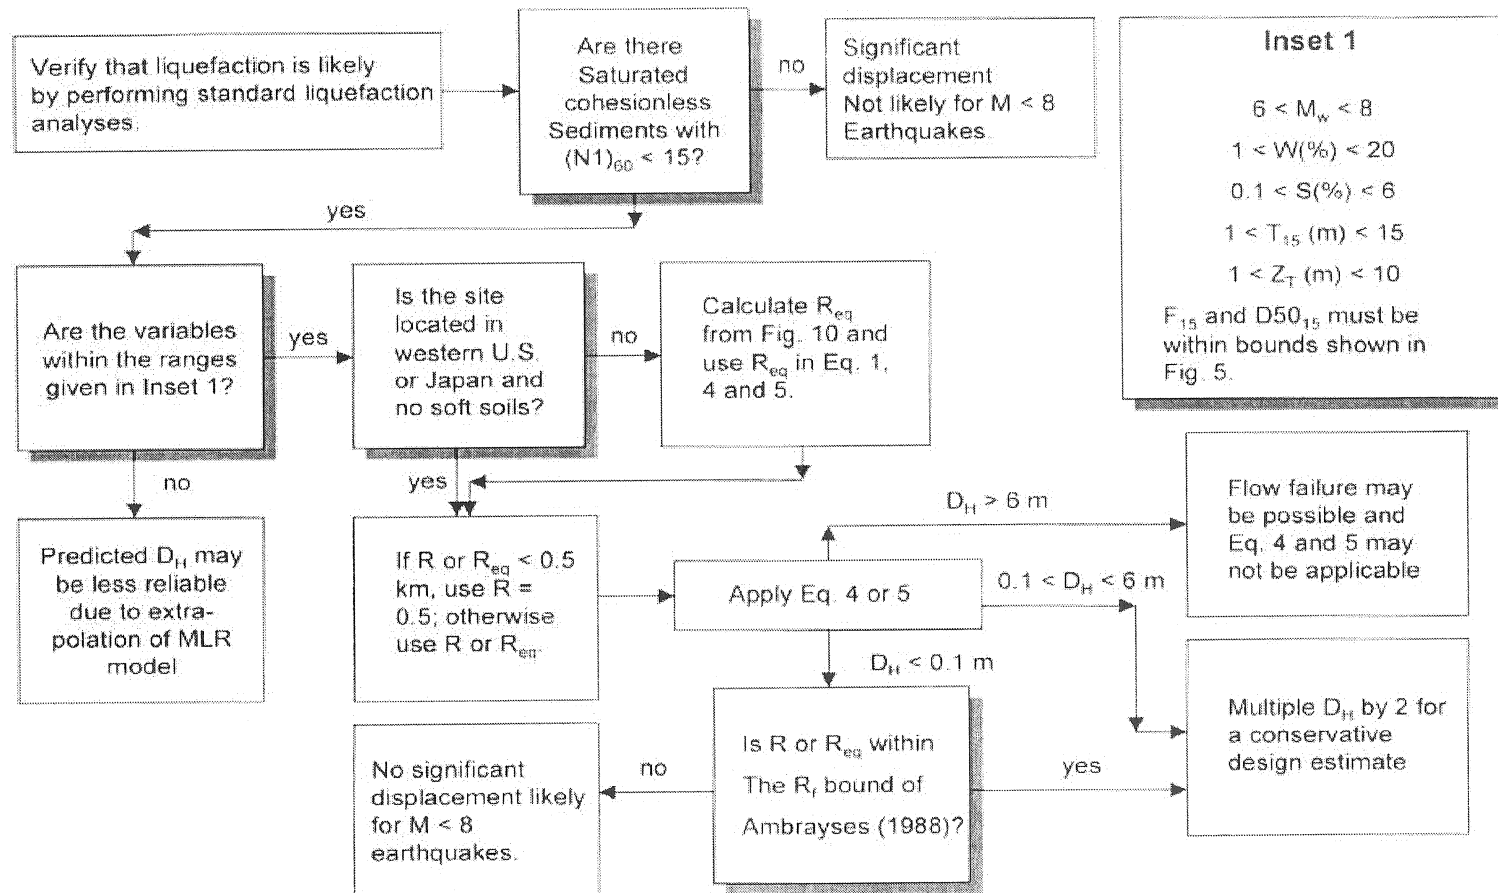 Verify that liquefaction is likely
by performing standard liquefaction
analyses.
Are there
Saturated
cohesionless
Sediments with
(N1)60 < 15?
no
Significant
displacement
Not likely for M < 8
Earthquakes.
Inset 1
6 < Mw < 8
1 < W(%) < 20
0.1 < S(%) < 6
1 < T15 (m) < 15
1 < ZT (m) < 10
F15 and D5015 must be
within bounds shown in
Fig. 5.
yes
Are the variables
within the ranges
given in Inset 1?
yes
Is the site
located in
western U.S.
or Japan and
no soft soils?
no
Calculate Req
from Fig. 10 and
use Req in Eq. 1,
4 and 5.
no
yes
Predicted DH may
be less reliable
due to extra-
polation of MLR
model
If R or Req < 0.5
km, use R =
0.5; otherwise
use R or Req.
Apply Eq. 4 or 5
DH > 6 m
Flow failure may
be possible and
Eq. 4 and 5 may
not be applicable
0.1 < DH < 6 m
DH < 0.1 m
Multiple DH by 2 for
a conservative
design estimate
Is R or Req within
The Rf bound of
Ambrayses (1988)?
yes
no
No significant
displacement likely
for M < 8
earthquakes.